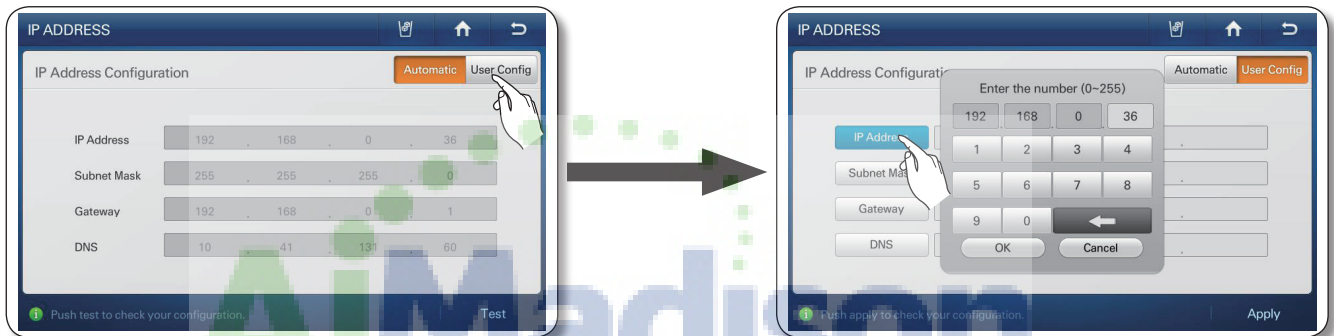 IP ADDRESS
IP Address Configuration
Automatic User Config
IP Address 192 . 168 . 0 . 36
Subnet Mask 255 . 255 . 255 . 0
Gateway 192 . 168 . 0 . 1
DNS 10 . 41 . 131 . 60
Push test to check your configuration.
Test
IP ADDRESS
IP Address Configuratio
Automatic User Config
Enter the number (0~255)
192 . 168 . 0 . 36
IP Addre
1 2 3 4
Subnet Mas
5 6 7 8
Gateway
9 0
DNS
OK Cancel
Push apply to check your configuration.
Apply
AiMadison